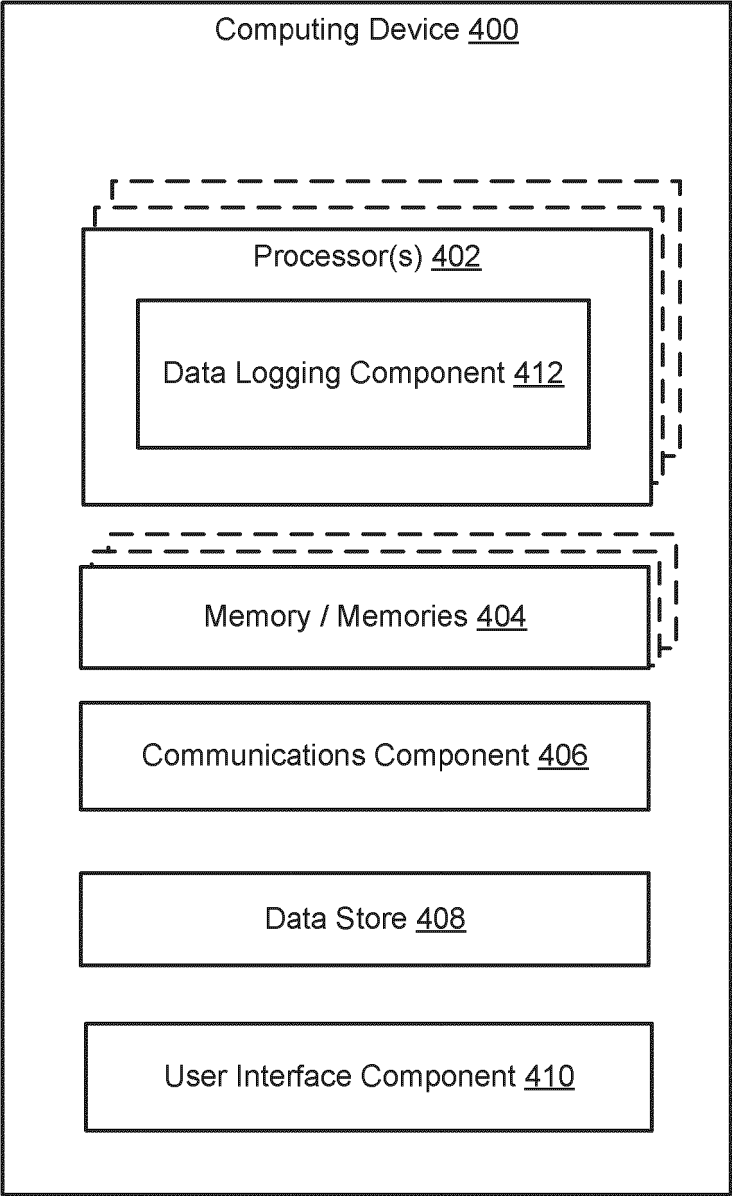 Computing Device 400
Processor(s) 402
Data Logging Component 412
Memory / Memories 404
Communications Component 406
Data Store 408
User Interface Component 410